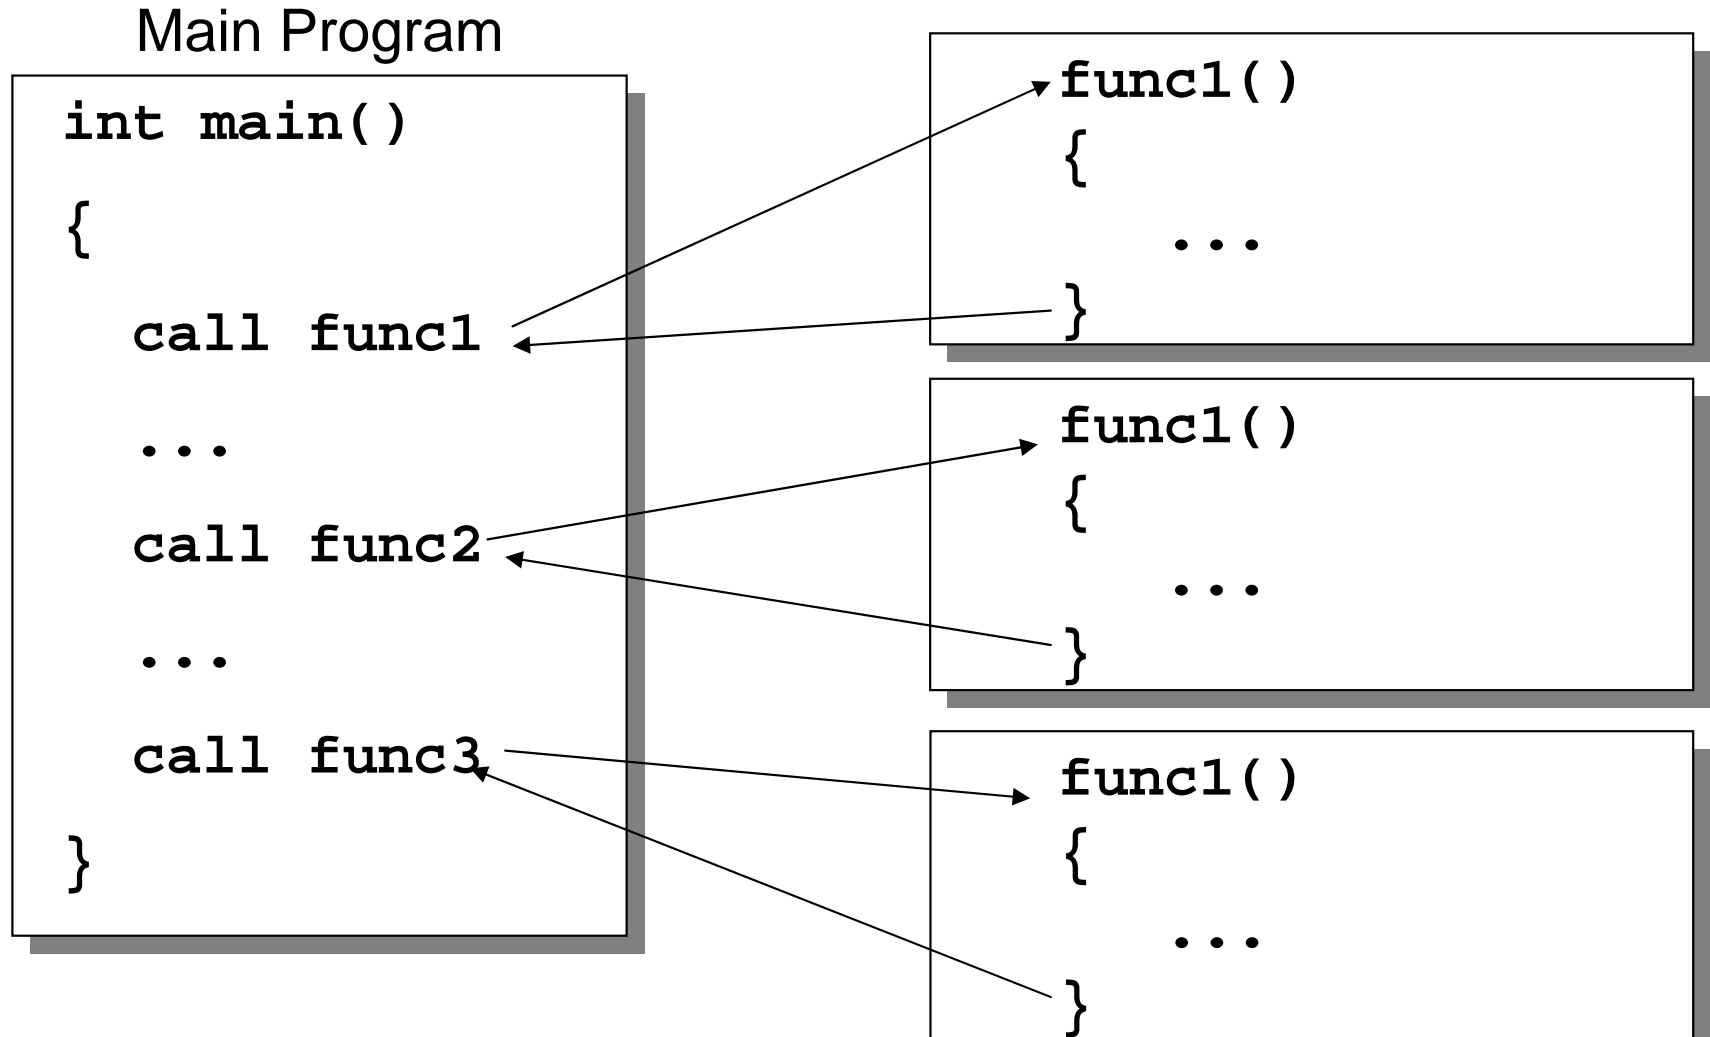 Main Program
int main()
{
call func1
...
call func2
...
call func3
}
func1()
{
...
}
func1()
{
...
}
func1()
{
...
}